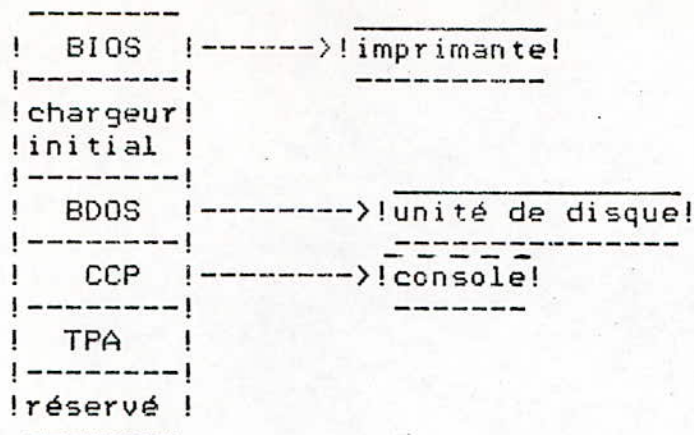 BIOS imprimante
chargeur
initial
BDOS unité de disque
CCP console
TPA
réservé